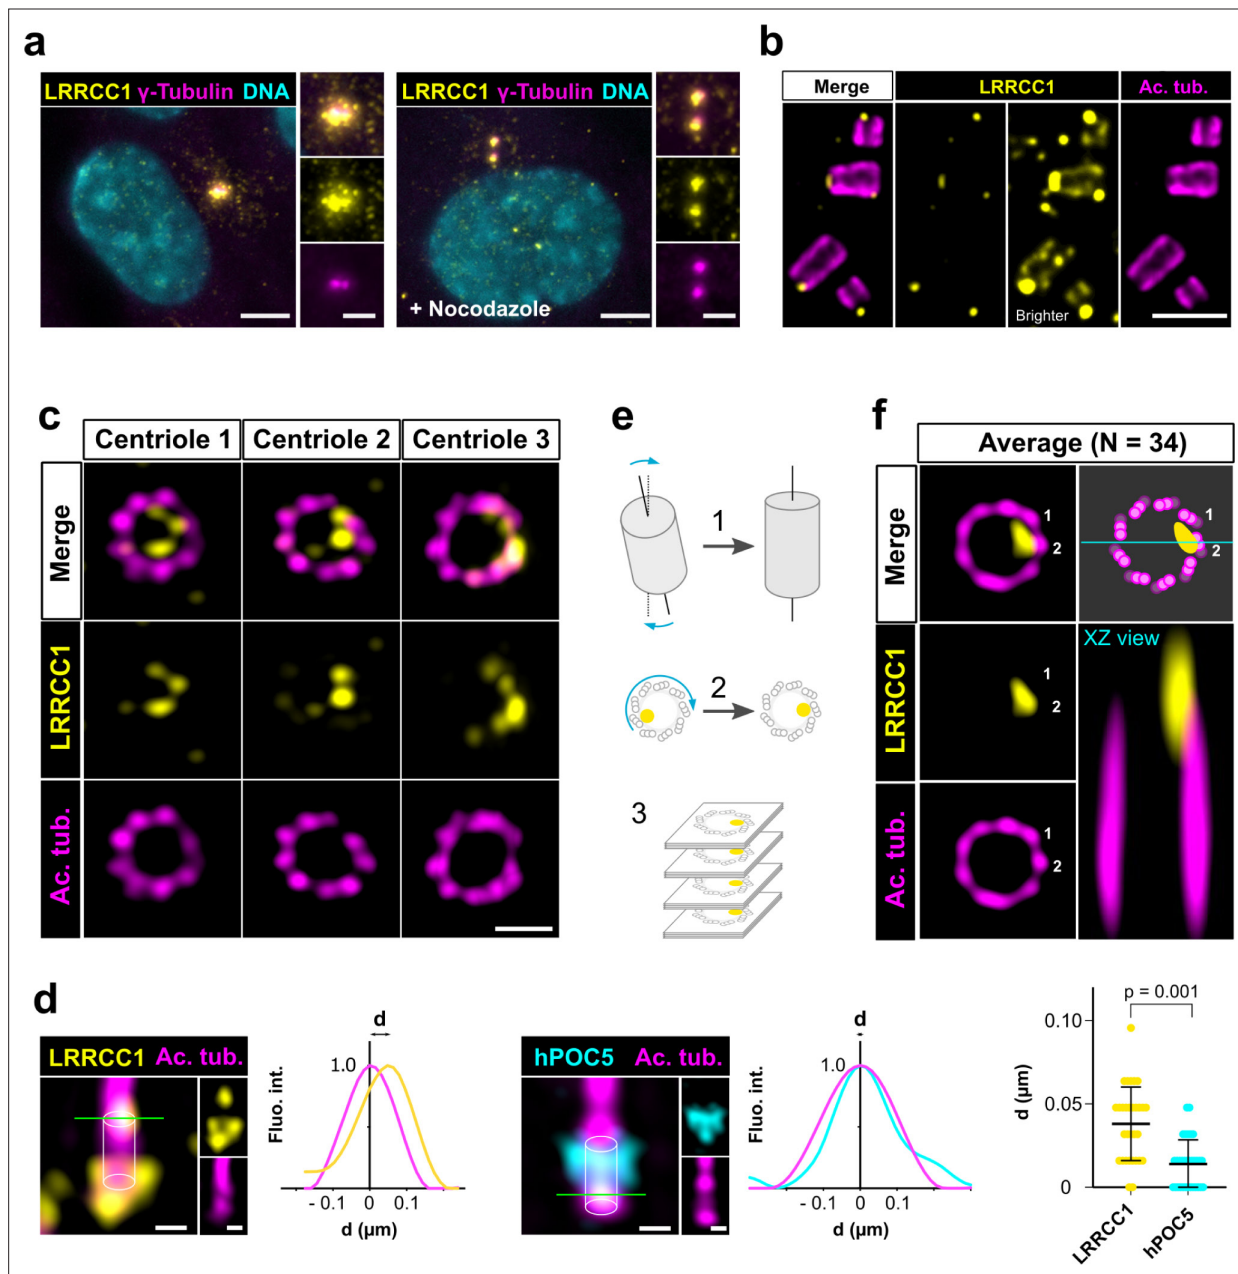 a
LRRCC1 γ-Tubulin DNA
LRRCC1 γ-Tubulin DNA
+ Nocodazole
b
Merge
LRRCC1
Ac. tub.
Brighter
c
Centriole 1
Centriole 2
Centriole 3
Merge
LRRCC1
Ac. tub.
e
1
2
3
f
Average (N = 34)
Merge
1
2
1
2
LRRCC1
1
2
XZ view
Ac. tub.
1
2
d
LRRCC1 Ac. tub.
d
1.0
Fluo. int.
- 0.1 0 0.1
d (µm)
hPOC5 Ac. tub.
d
1.0
Fluo. int.
- 0.1 0 0.1
d (µm)
p = 0.001
0.10
0.05
0
d (µm)
LRRCC1
hPOC5